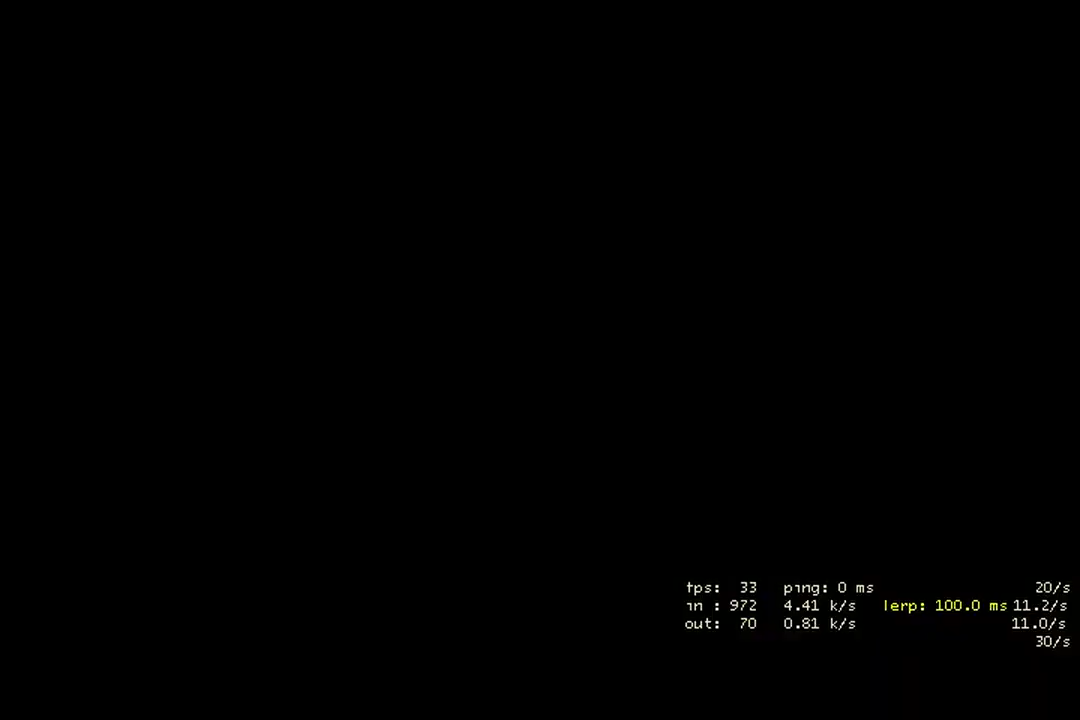 fps: 33 ping: 0 ms 20/s
in : 972 4.41 k/s lerp: 100.0 ms 11.2/s
out: 70 0.81 k/s 11.0/s
30/s